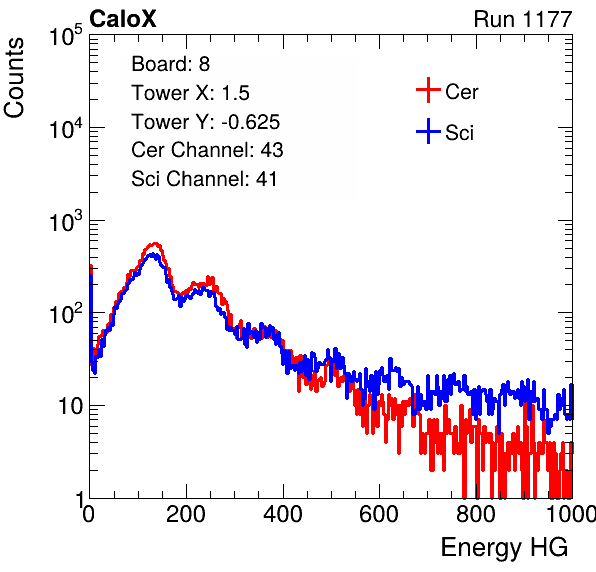 CaloX Run 1177
Counts
Board: 8
Tower X: 1.5
Tower Y: -0.625
Cer Channel: 43
Sci Channel: 41
Cer
Sci
10^5
10^4
10^3
10^2
10
1
0 200 400 600 800 1000
Energy HG